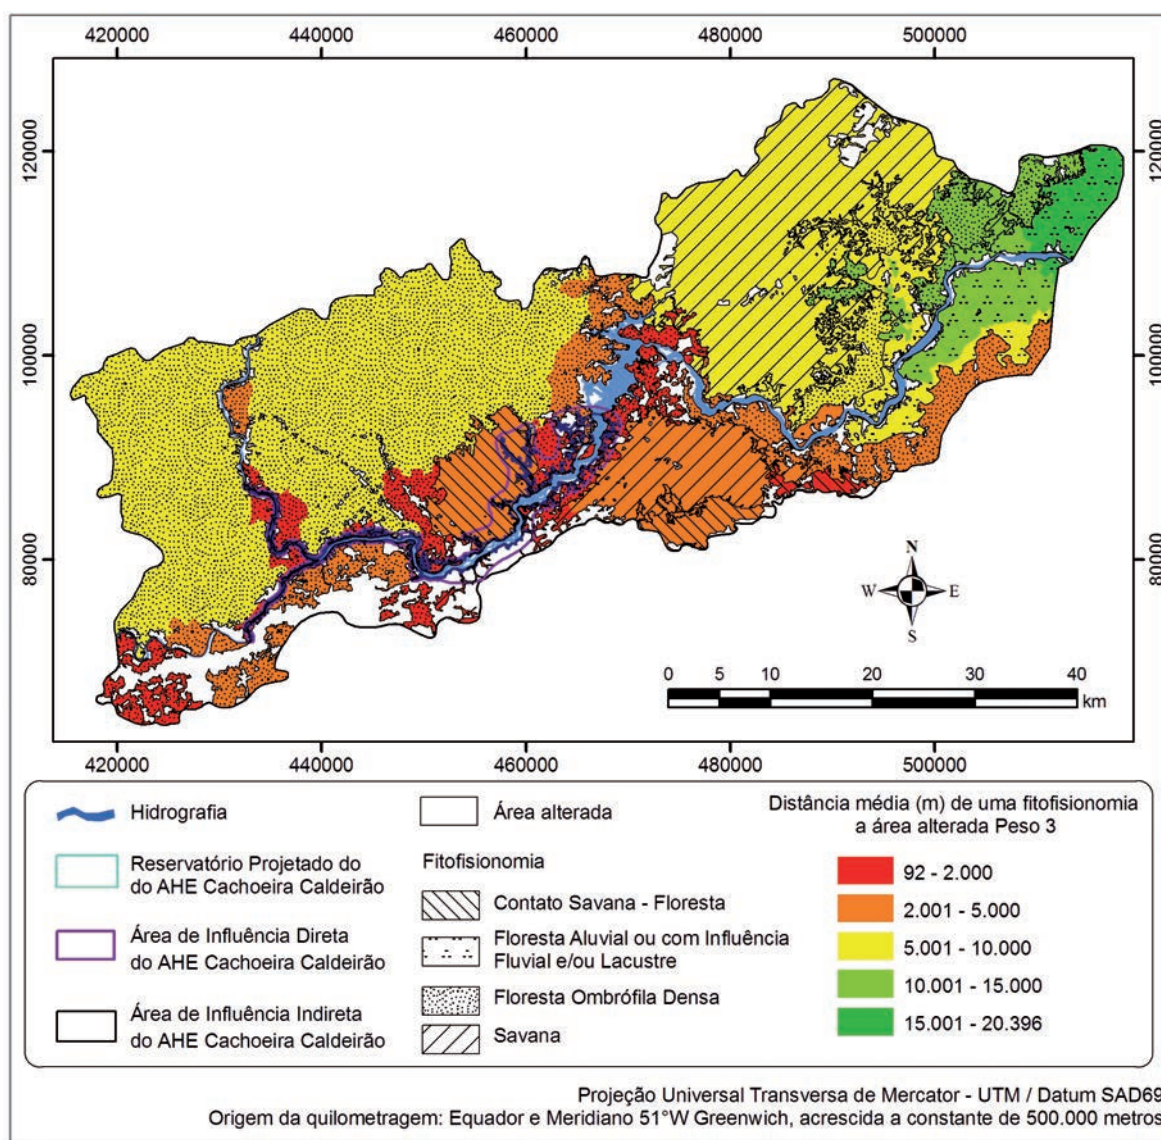 420000 440000 460000 480000 500000
120000 120000
100000 100000
80000 80000
N
W E
S
0 5 10 20 30 40
km
420000 440000 460000 480000 500000
Hidrografia
Reservatório Projetado do
do AHE Cachoeira Caldeirão
Área de Influência Direta
do AHE Cachoeira Caldeirão
Área de Influência Indireta
do AHE Cachoeira Caldeirão
Área alterada
Fitofisionomia
Contato Savana - Floresta
Floresta Aluvial ou com Influência
Fluvial e/ou Lacustre
Floresta Ombrófila Densa
Savana
Distância média (m) de uma fitofisionomia
a área alterada Peso 3
92 - 2.000
2.001 - 5.000
5.001 - 10.000
10.001 - 15.000
15.001 - 20.396
Projeção Universal Transversa de Mercator - UTM / Datum SAD69
Origem da quilometragem: Equador e Meridiano 51°W Greenwich, acrescida a constante de 500.000 metros